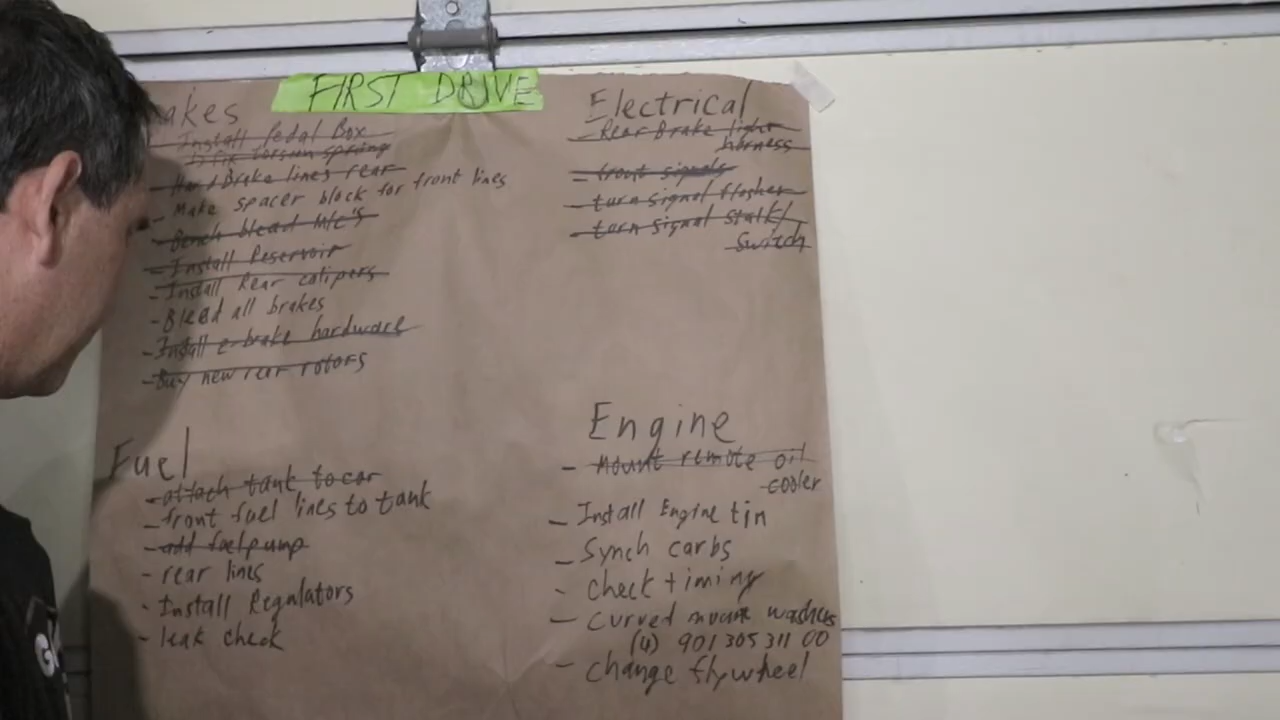 FIRST DRIVE
akes
- Install Pedal Box
fix torsion spring
- Hard Brake lines rear
- Make spacer block for front lines
- Bench blead M/C's
- Install Reservoir
- Install Rear calipers
- Blead all brakes
- Install e-brake hardware
- Buy new rear rotors
Electrical
- Rear Brake light
harness
- front signals
- turn signal flosher
- turn signal stalk/
switch
Fuel
- attach tank to car
- front fuel lines to tank
- add fuel pump
- rear lines
- Install Regulators
- leak check
Engine
- Mount remote oil
cooler
- Install Engine tin
- Synch carbs
- Check timing
- Curved mount washers
(4) 901 305 311 00
- Change flywheel